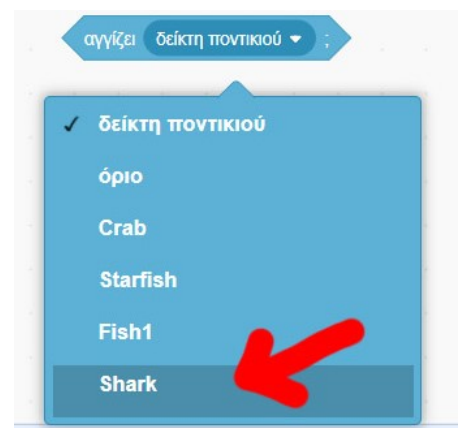 αγγίζει δείκτη ποντικιού ;
δείκτη ποντικιού
όριο
Crab
Starfish
Fish1
Shark